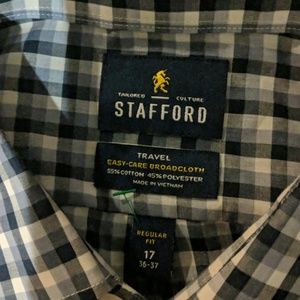 TAILORED CULTURE
STAFFORD
TRAVEL
EASY-CARE BROADCLOTH
55% COTTON 45% POLYESTER
MADE IN VIETNAM
REGULAR
FIT
17
36-37